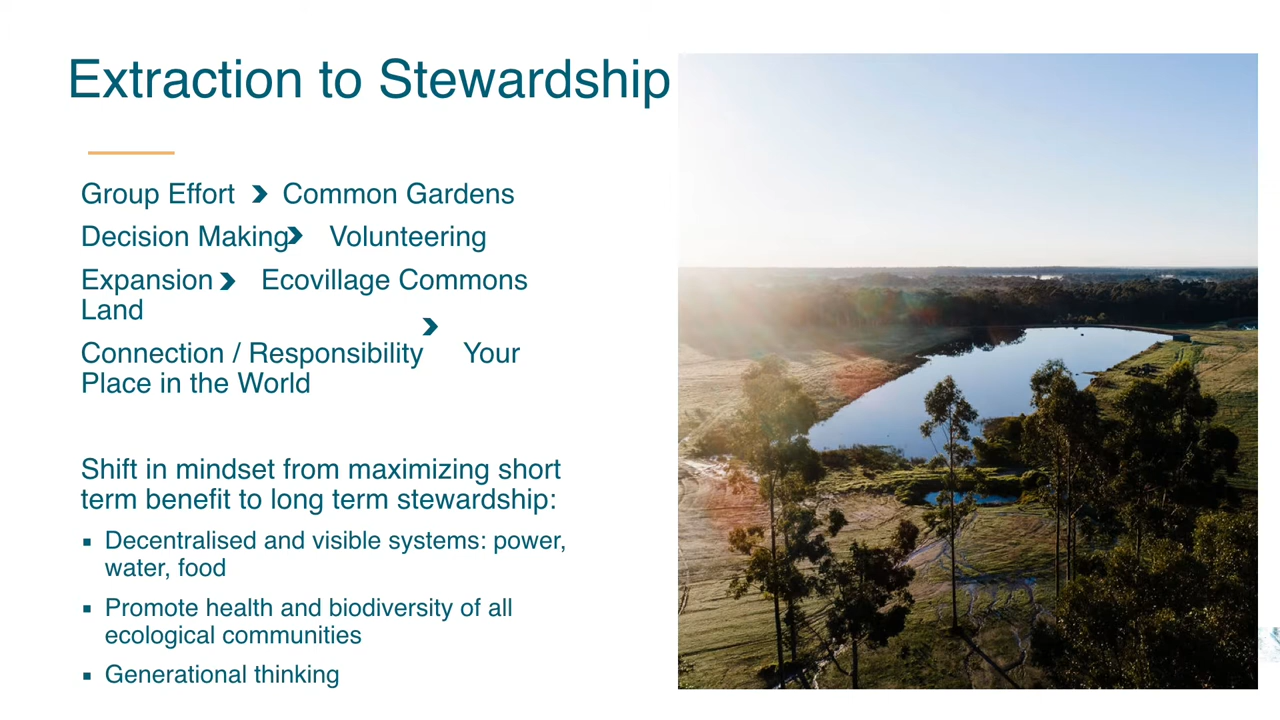 Extraction to Stewardship
Group Effort › Common Gardens
Decision Making › Volunteering
Expansion › Ecovillage Commons
Land
Connection / Responsibility › Your
Place in the World
Shift in mindset from maximizing short
term benefit to long term stewardship:
▪ Decentralised and visible systems: power,
water, food
▪ Promote health and biodiversity of all
ecological communities
▪ Generational thinking